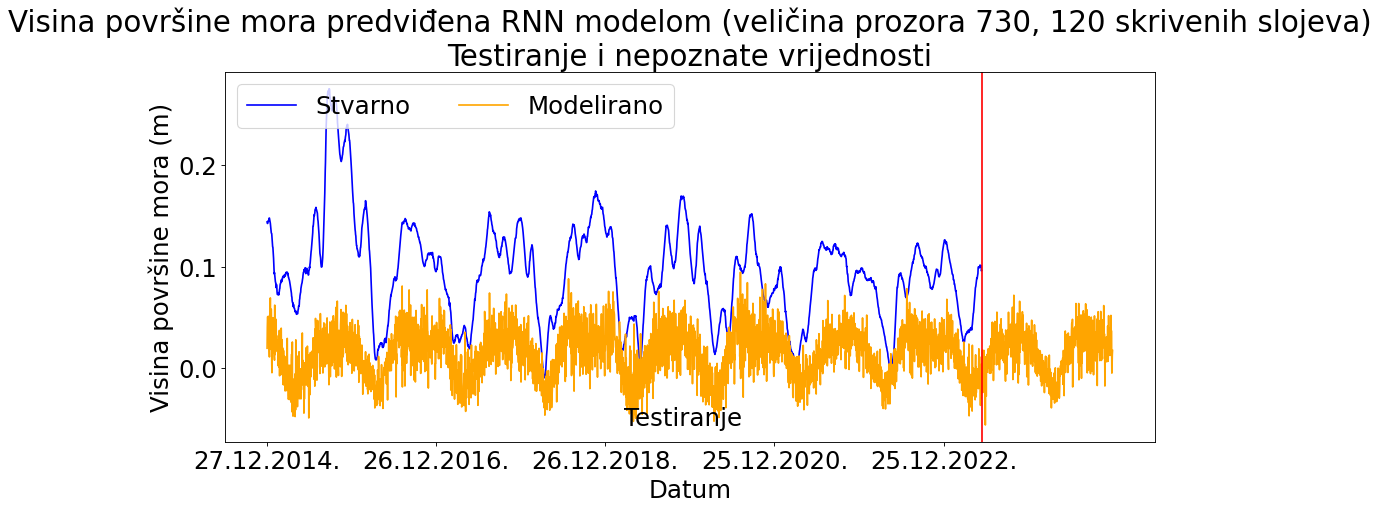 Visina površine mora predviđena RNN modelom (veličina prozora 730, 120 skrivenih slojeva)
Testiranje i nepoznate vrijednosti
Stvarno Modelirano
Visina površine mora (m)
0.2
0.1
0.0
Testiranje
27.12.2014. 26.12.2016. 26.12.2018. 25.12.2020. 25.12.2022.
Datum